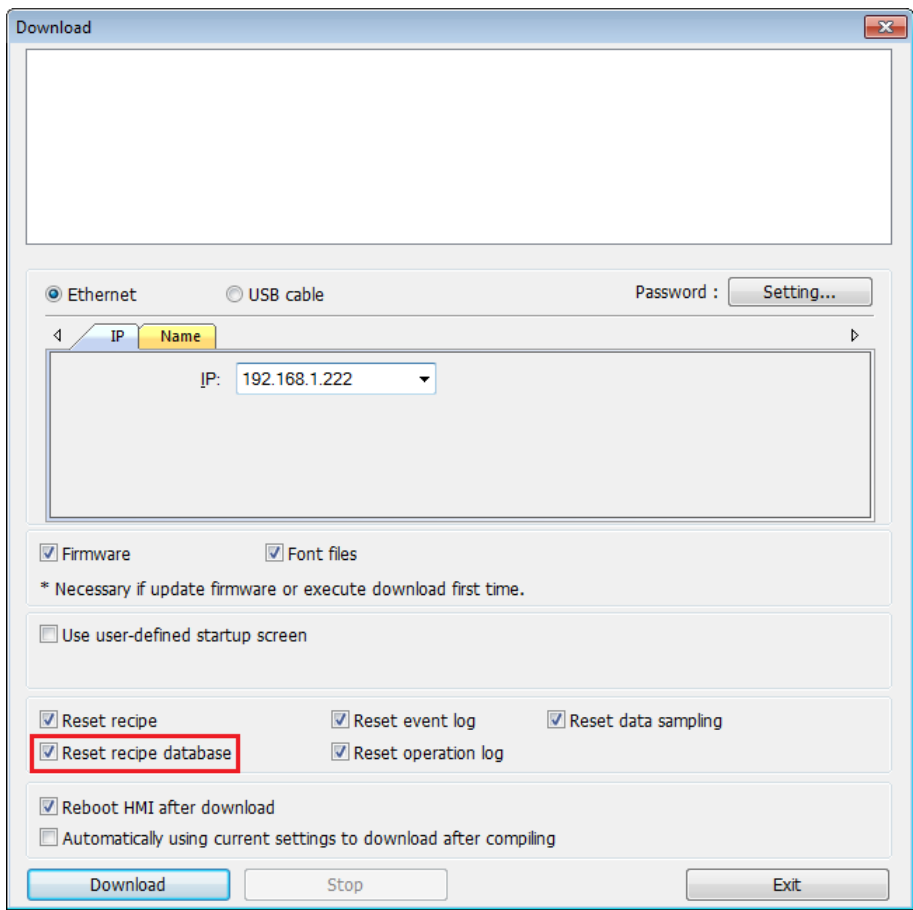 Download
Ethernet USB cable Password : Setting...
IP Name
IP: 192.168.1.222
Firmware Font files
* Necessary if update firmware or execute download first time.
Use user-defined startup screen
Reset recipe Reset event log Reset data sampling
Reset recipe database Reset operation log
Reboot HMI after download
Automatically using current settings to download after compiling
Download Stop Exit